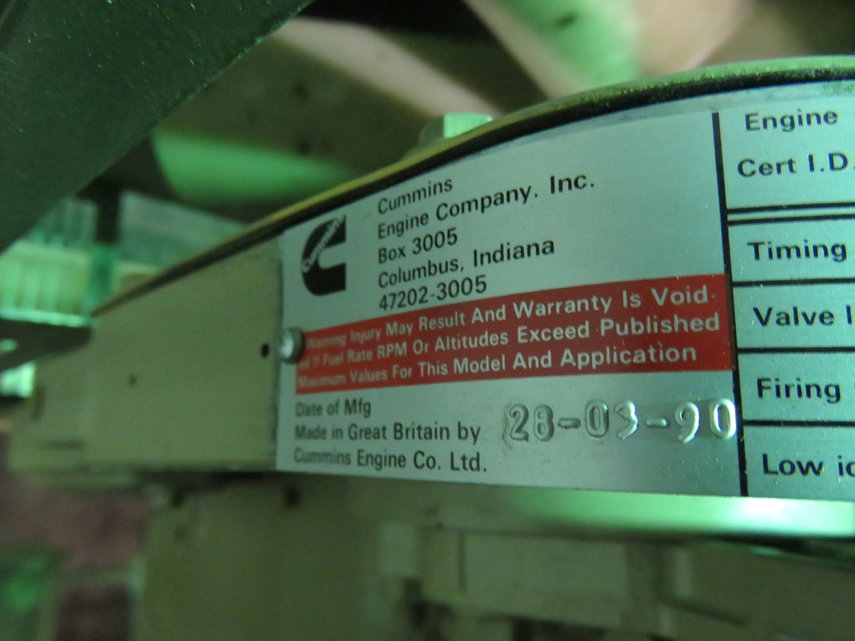 Cummins
Cummins
Engine Company. Inc.
Box 3005
Columbus, Indiana
47202-3005
Warning Injury May Result And Warranty Is Void
If Fuel Rate RPM Or Altitudes Exceed Published
Maximum Values For This Model And Application
Date of Mfg
Made in Great Britain by
Cummins Engine Co. Ltd.
28-03-90
Engine
Cert I.D.
Timing
Valve
Firing
Low